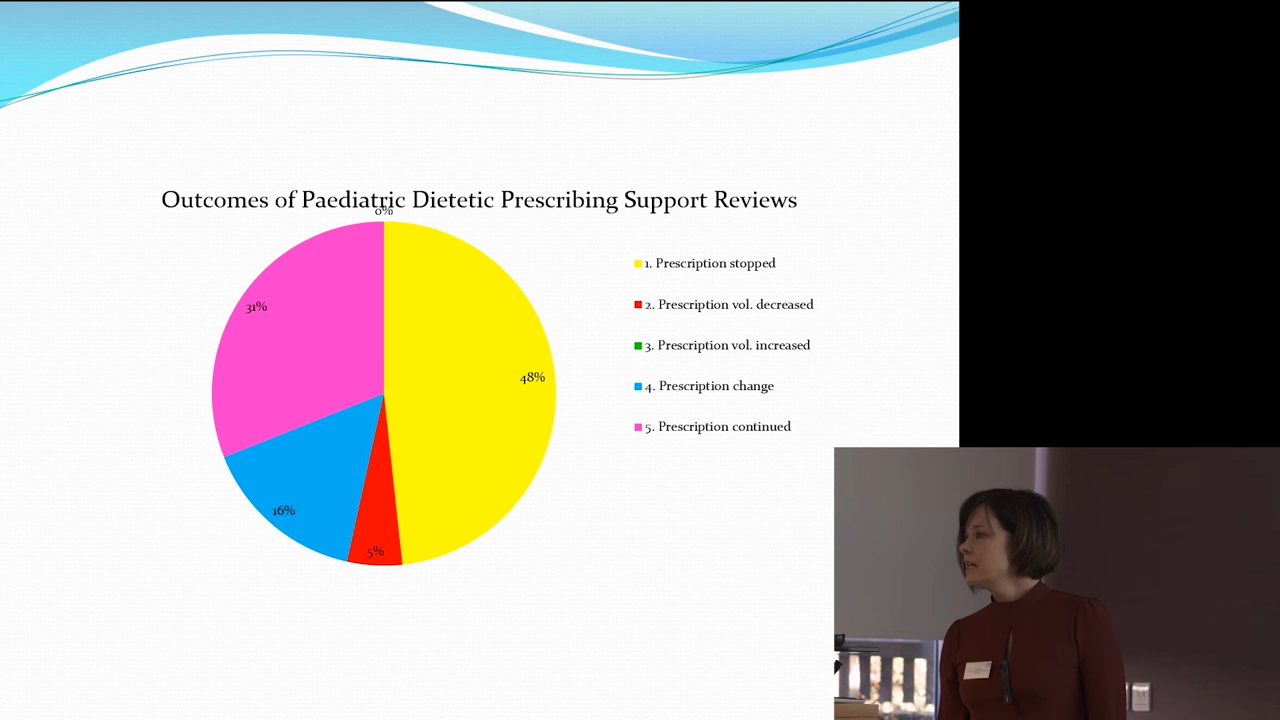 Outcomes of Paediatric Dietetic Prescribing Support Reviews
0%
31%
48%
16%
5%
1. Prescription stopped
2. Prescription vol. decreased
3. Prescription vol. increased
4. Prescription change
5. Prescription continued